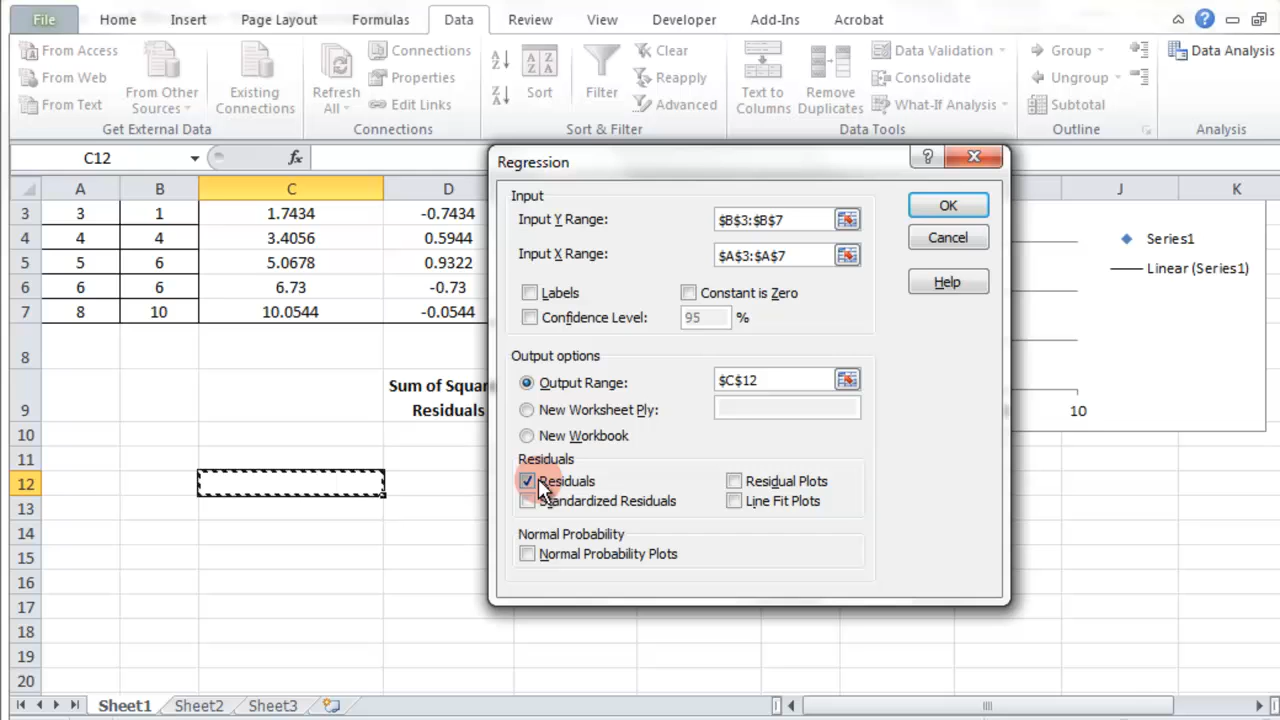 File Home Insert Page Layout Formulas Data Review View Developer Add-Ins Acrobat
From Access
From Web
From Text
From Other Sources
Existing Connections
Get External Data
Refresh All
Connections
Properties
Edit Links
Connections
A
Z
Z
A
Sort
Filter
Clear
Reapply
Advanced
Sort & Filter
Text to Columns
Remove Duplicates
Data Validation
Consolidate
What-If Analysis
Data Tools
Group
Ungroup
Subtotal
Outline
Data Analysis
Analysis
C12 fx
A B C D J K
3 3 1 1.7434 -0.7434
4 4 4 3.4056 0.5944
5 5 6 5.0678 0.9322
6 6 6 6.73 -0.73
7 8 10 10.0544 -0.0544
8
9 Sum of Squar
Residuals
10
11
12
13
14
15
16
17
18
19
20
Series1
Linear (Series1)
10
Regression
?
Input
Input Y Range: $B$3:$B$7
Input X Range: $A$3:$A$7
Labels Constant is Zero
Confidence Level: 95 %
OK
Cancel
Help
Output options
Output Range: $C$12
New Worksheet Ply:
New Workbook
Residuals
Residuals Residual Plots
Standardized Residuals Line Fit Plots
Normal Probability
Normal Probability Plots
Sheet1 Sheet2 Sheet3